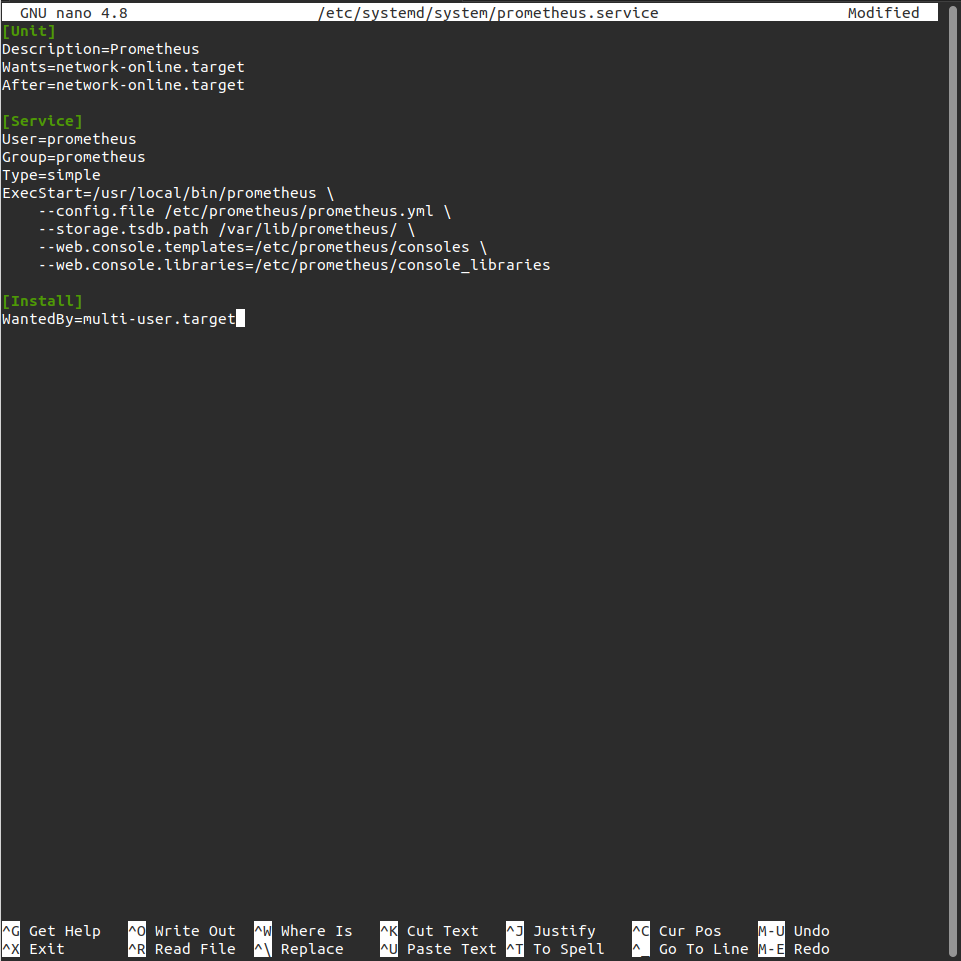 GNU nano 4.8 /etc/systemd/system/prometheus.service Modified
[Unit]
Description=Prometheus
Wants=network-online.target
After=network-online.target
[Service]
User=prometheus
Group=prometheus
Type=simple
ExecStart=/usr/local/bin/prometheus \
--config.file /etc/prometheus/prometheus.yml \
--storage.tsdb.path /var/lib/prometheus/ \
--web.console.templates=/etc/prometheus/consoles \
--web.console.libraries=/etc/prometheus/console_libraries
[Install]
WantedBy=multi-user.target
^G Get Help ^O Write Out ^W Where Is ^K Cut Text ^J Justify ^C Cur Pos M-U Undo
^X Exit ^R Read File ^\ Replace ^U Paste Text ^T To Spell ^_ Go To Line M-E Redo